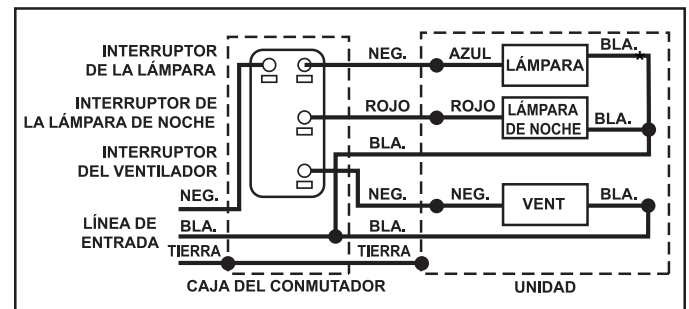 INTERRUPTOR
DE LA LÁMPARA
NEG.
AZUL
LÁMPARA
BLA.
*
INTERRUPTOR DE
LA LÁMPARA DE NOCHE
ROJO
ROJO
LÁMPARA
DE NOCHE
BLA.
BLA.
INTERRUPTOR
DEL VENTILADOR
NEG.
NEG.
NEG.
VENT
BLA.
LÍNEA DE
ENTRADA
BLA.
BLA.
TIERRA
TIERRA
CAJA DEL CONMUTADOR
UNIDAD